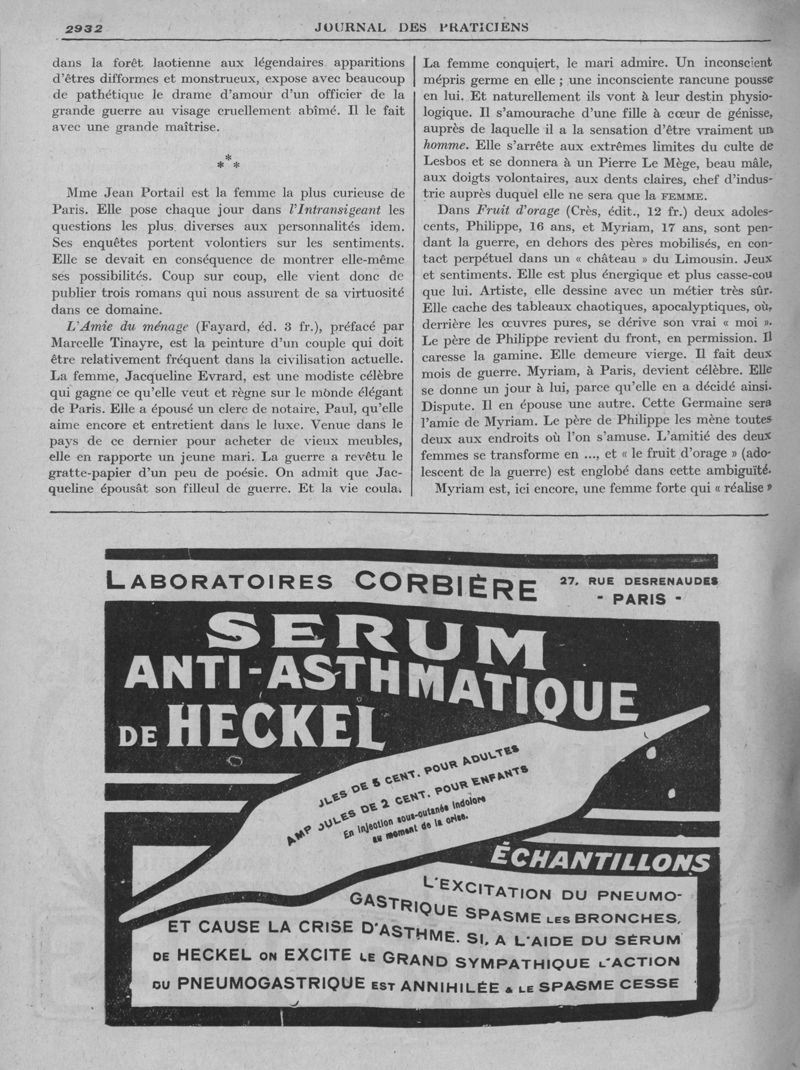 2932
JOURNAL DES PRATICIENS
dans la forêt laotienne aux légendaires apparitions
d'êtres difformes et monstrueux, expose avec beaucoup
de pathétique le drame d'amour d'un officier de la
grande guerre au visage cruellement abîmé. Il le fait
avec une grande maîtrise.
*
* *
Mme Jean Portail est la femme la plus curieuse de
Paris. Elle pose chaque jour dans l'Intransigeant les
questions les plus diverses aux personnalités idem.
Ses enquêtes portent volontiers sur les sentiments.
Elle se devait en conséquence de montrer elle-même
ses possibilités. Coup sur coup, elle vient donc de
publier trois romans qui nous assurent de sa virtuosité
dans ce domaine.
L'Amie du ménage (Fayard, éd. 3 fr.), préfacé par
Marcelle Tinayre, est la peinture d'un couple qui doit
être relativement fréquent dans la civilisation actuelle.
La femme, Jacqueline Evrard, est une modiste célèbre
qui gagne ce qu'elle veut et règne sur le monde élégant
de Paris. Elle a épousé un clerc de notaire, Paul, qu'elle
aime encore et entretient dans le luxe. Venue dans le
pays de ce dernier pour acheter de vieux meubles,
elle en rapporte un jeune mari. La guerre a revêtu le
gratte-papier d'un peu de poésie. On admit que Jac-
queline épousât son filleul de guerre. Et la vie coula.
La femme conquiert, le mari admire. Un inconscient
mépris germe en elle ; une inconsciente rancune pousse
en lui. Et naturellement ils vont à leur destin physio-
logique. Il s'amourache d'une fille à cœur de génisse,
auprès de laquelle il a la sensation d'être vraiment un
homme. Elle s'arrête aux extrêmes limites du culte de
Lesbos et se donnera à un Pierre Le Mège, beau mâle,
aux doigts volontaires, aux dents claires, chef d'indus-
trie auprès duquel elle ne sera que la FEMME.
Dans Fruit d'orage (Crès, édit., 12 fr.) deux adoles-
cents, Philippe, 16 ans, et Myriam, 17 ans, sont pen-
dant la guerre, en dehors des pères mobilisés, en con-
tact perpétuel dans un « château » du Limousin. Jeux
et sentiments. Elle est plus énergique et plus casse-cou
que lui. Artiste, elle dessine avec un métier très sûr.
Elle cache des tableaux chaotiques, apocalyptiques, où,
derrière les œuvres pures, se dérive son vrai « moi ».
Le père de Philippe revient du front, en permission. Il
caresse la gamine. Elle demeure vierge. Il fait deux
mois de guerre. Myriam, à Paris, devient célèbre. Elle
se donne un jour à lui, parce qu'elle en a décidé ainsi.
Dispute. Il en épouse une autre. Cette Germaine sera
l'amie de Myriam. Le père de Philippe les mène toutes
deux aux endroits où l'on s'amuse. L'amitié des deux
femmes se transforme en ..., et « le fruit d'orage » (ado-
lescent de la guerre) est englobé dans cette ambiguïté.
Myriam est, ici encore, une femme forte qui « réalise »
LABORATOIRES CORBIÈRE
27, RUE DESRENAUDES
- PARIS -
SERUM
ANTI-ASTHMATIQUE
DE HECKEL
JLES DE 5 CENT. POUR ADULTES
AMP JULES DE 2 CENT. POUR ENFANTS
En injection sous-cutanée indolore
au moment de la crise.
ÉCHANTILLONS
L'EXCITATION DU PNEUMO-
GASTRIQUE SPASME LES BRONCHES,
ET CAUSE LA CRISE D'ASTHME. SI, A L'AIDE DU SÉRUM
DE HECKEL ON EXCITE LE GRAND SYMPATHIQUE L'ACTION
DU PNEUMOGASTRIQUE EST ANNIHILÉE & LE SPASME CESSE